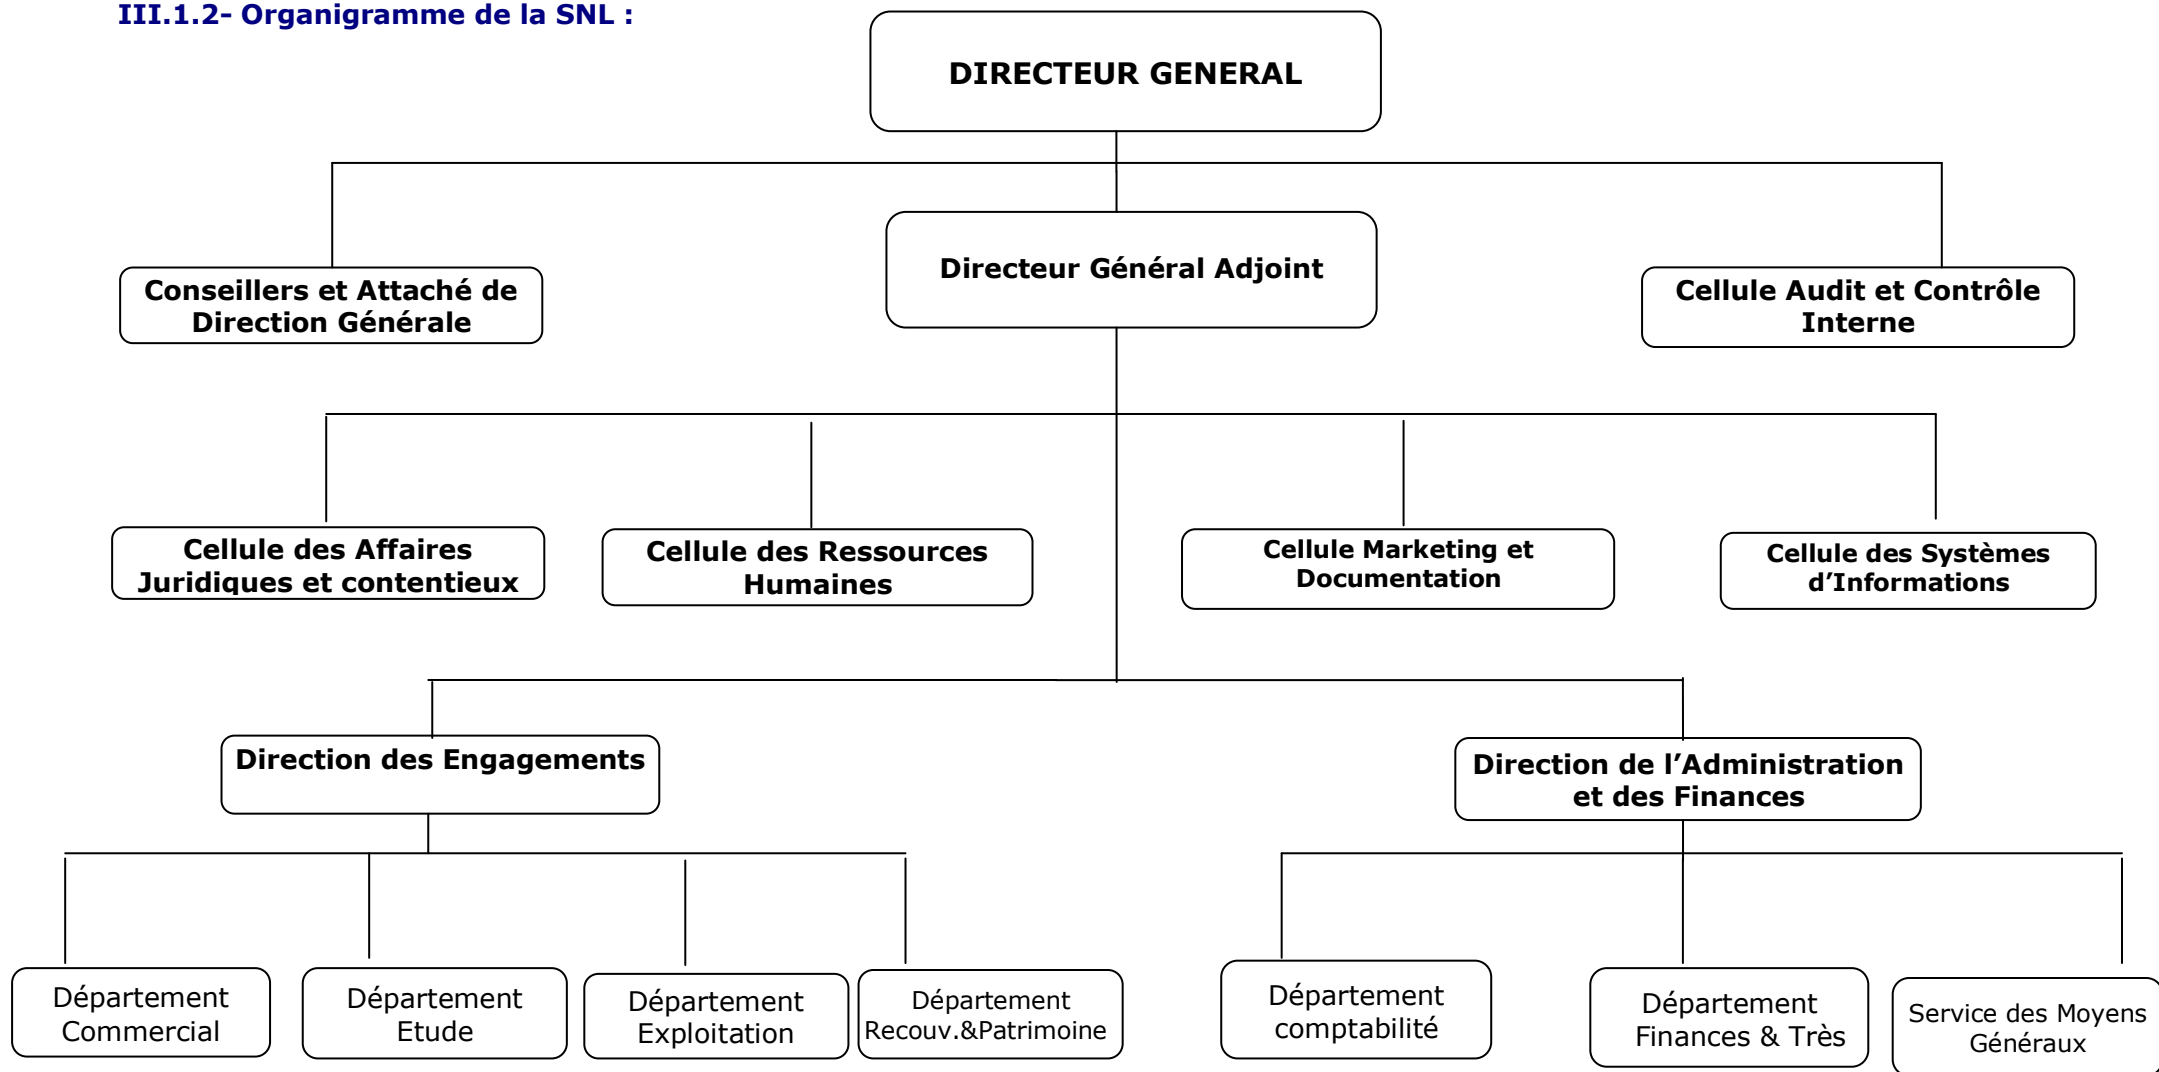 III.1.2- Organigramme de la SNL :
DIRECTEUR GENERAL
Conseillers et Attaché de
Direction Générale
Directeur Général Adjoint
Cellule Audit et Contrôle
Interne
Cellule des Affaires
Juridiques et contentieux
Cellule des Ressources
Humaines
Cellule Marketing et
Documentation
Cellule des Systèmes
d’Informations
Direction des Engagements
Direction de l’Administration
et des Finances
Département
Commercial
Département
Etude
Département
Exploitation
Département
Recouv.&Patrimoine
Département
comptabilité
Département
Finances & Très
Service des Moyens
Généraux